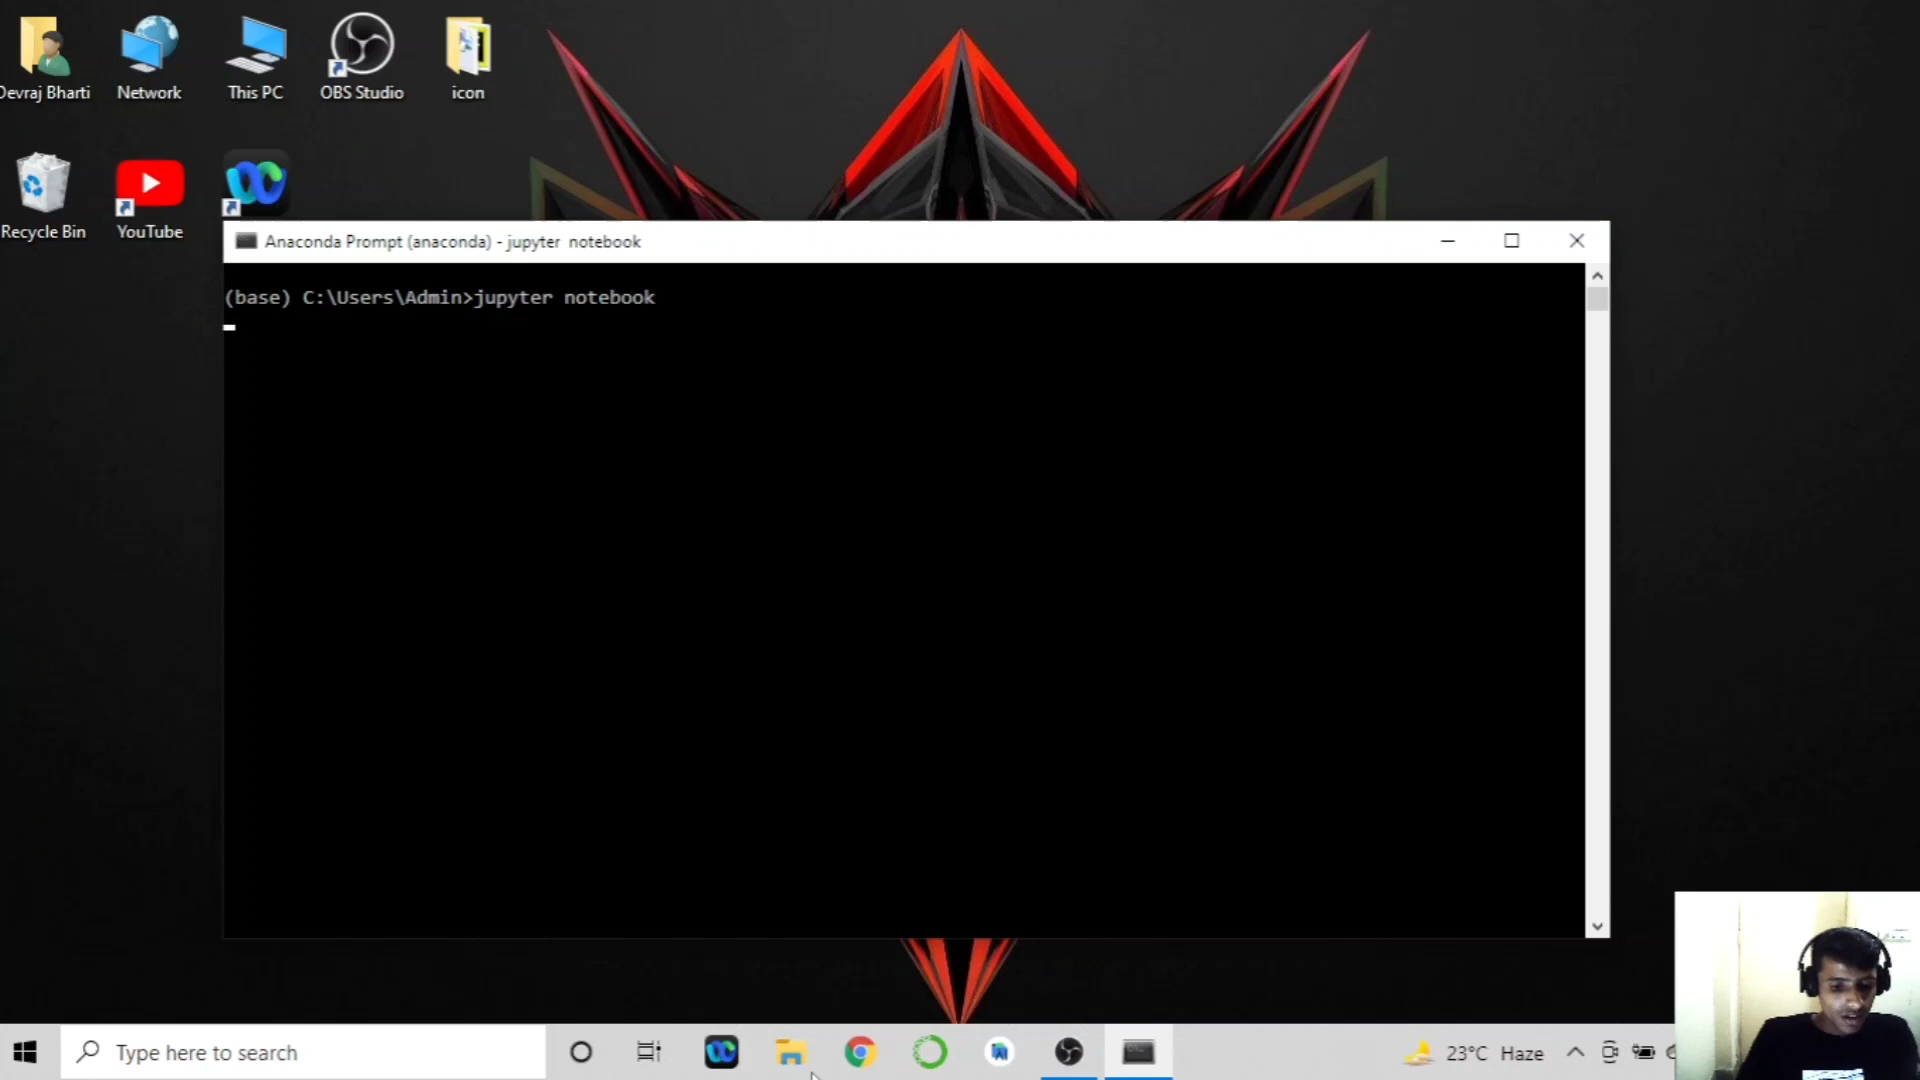 Devraj Bharti
Network
This PC
OBS Studio
icon
Recycle Bin
YouTube
Anaconda Prompt (anaconda) - jupyter  notebook
(base) C:\Users\Admin>jupyter notebook
Type here to search
23°C Haze